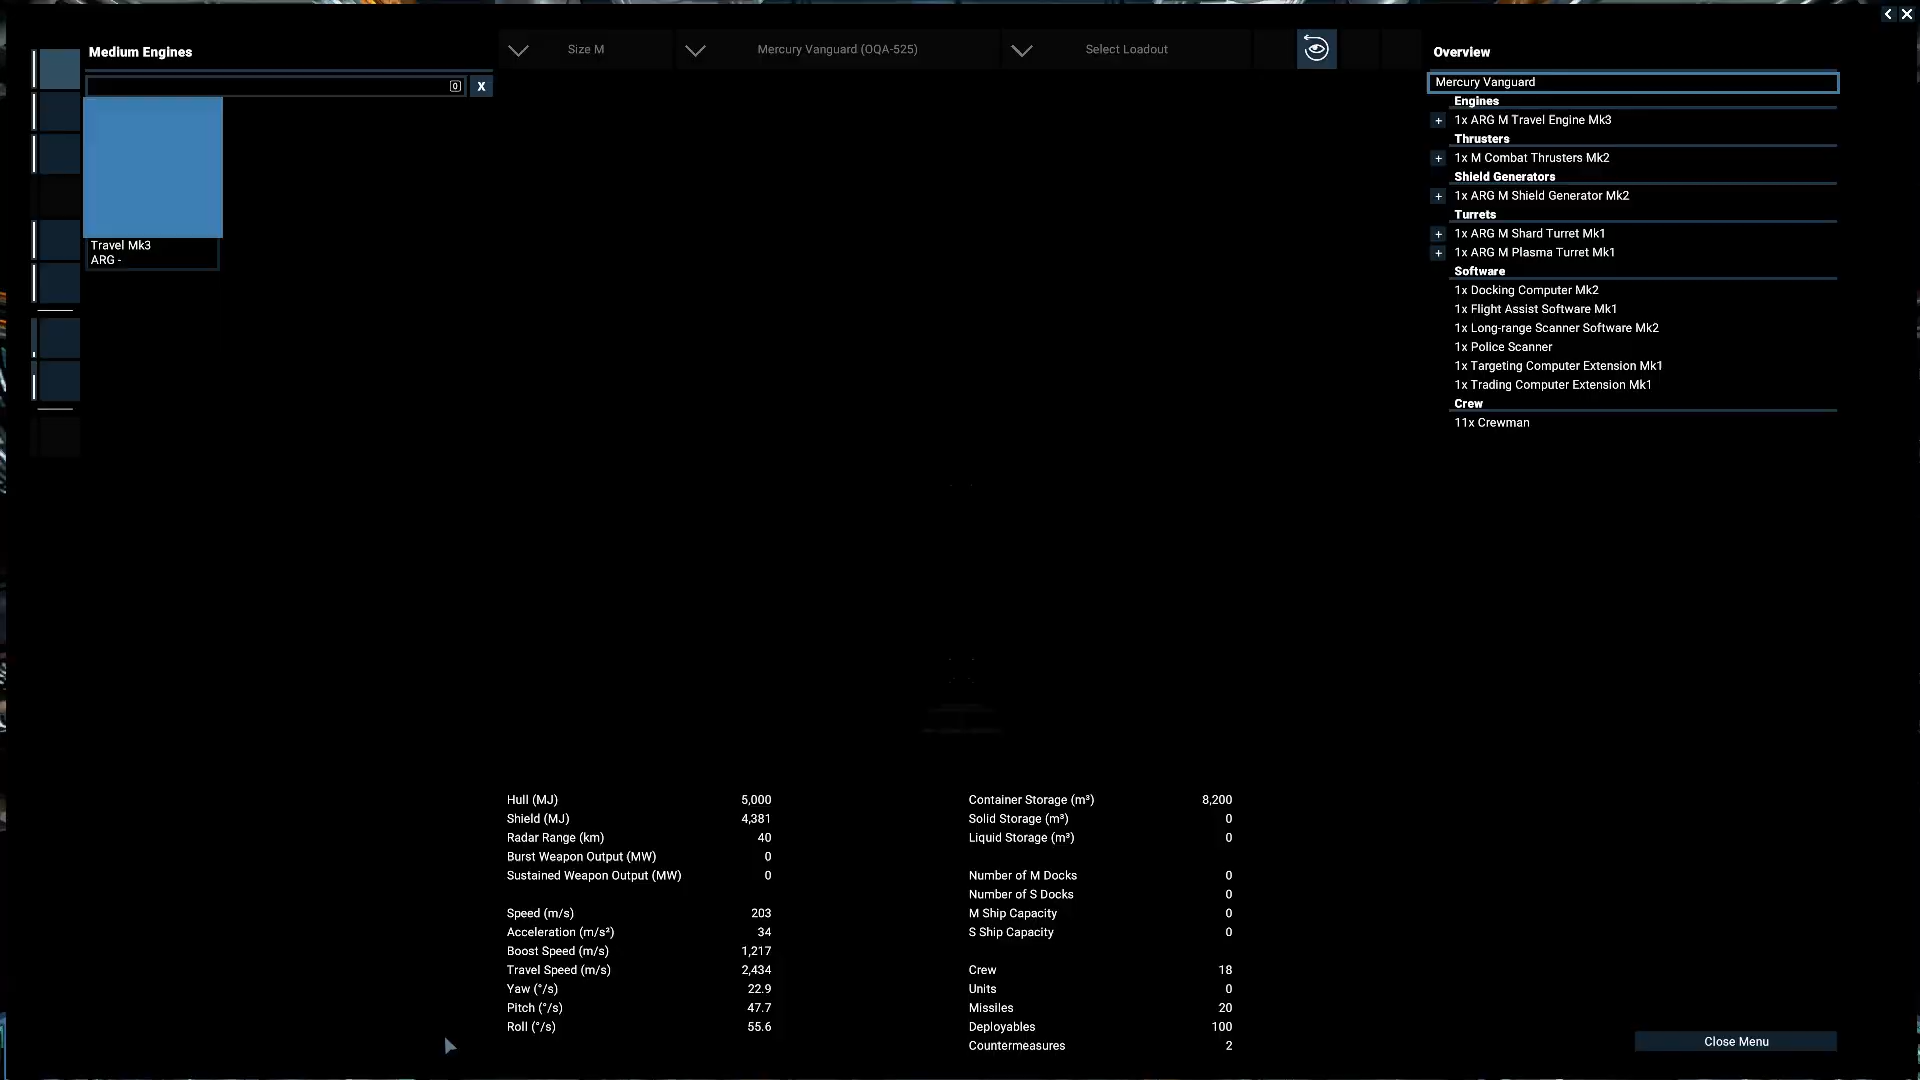 Medium Engines
0
X
Travel Mk3
ARG -
Size M
Mercury Vanguard (OQA-525)
Select Loadout
Hull (MJ) 5,000
Shield (MJ) 4,381
Radar Range (km) 40
Burst Weapon Output (MW) 0
Sustained Weapon Output (MW) 0
Speed (m/s) 203
Acceleration (m/s²) 34
Boost Speed (m/s) 1,217
Travel Speed (m/s) 2,434
Yaw (°/s) 22.9
Pitch (°/s) 47.7
Roll (°/s) 55.6
Container Storage (m³) 8,200
Solid Storage (m³) 0
Liquid Storage (m³) 0
Number of M Docks 0
Number of S Docks 0
M Ship Capacity 0
S Ship Capacity 0
Crew 18
Units 0
Missiles 20
Deployables 100
Countermeasures 2
Overview
Mercury Vanguard
Engines
+ 1x ARG M Travel Engine Mk3
Thrusters
+ 1x M Combat Thrusters Mk2
Shield Generators
+ 1x ARG M Shield Generator Mk2
Turrets
+ 1x ARG M Shard Turret Mk1
+ 1x ARG M Plasma Turret Mk1
Software
1x Docking Computer Mk2
1x Flight Assist Software Mk1
1x Long-range Scanner Software Mk2
1x Police Scanner
1x Targeting Computer Extension Mk1
1x Trading Computer Extension Mk1
Crew
11x Crewman
Close Menu